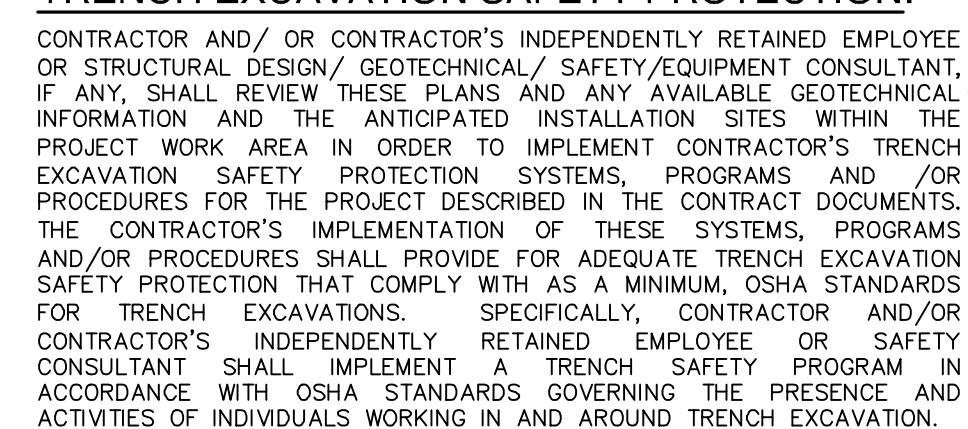 TRENCH EXCAVATION SAFETY PROTECTION:
CONTRACTOR AND/ OR CONTRACTOR'S INDEPENDENTLY RETAINED EMPLOYEE
OR STRUCTURAL DESIGN/ GEOTECHNICAL/ SAFETY/EQUIPMENT CONSULTANT,
IF ANY, SHALL REVIEW THESE PLANS AND ANY AVAILABLE GEOTECHNICAL
INFORMATION AND THE ANTICIPATED INSTALLATION SITES WITHIN THE
PROJECT WORK AREA IN ORDER TO IMPLEMENT CONTRACTOR'S TRENCH
EXCAVATION SAFETY PROTECTION SYSTEMS, PROGRAMS AND /OR
PROCEDURES FOR THE PROJECT DESCRIBED IN THE CONTRACT DOCUMENTS.
THE CONTRACTOR'S IMPLEMENTATION OF THESE SYSTEMS, PROGRAMS
AND/OR PROCEDURES SHALL PROVIDE FOR ADEQUATE TRENCH EXCAVATION
SAFETY PROTECTION THAT COMPLY WITH AS A MINIMUM, OSHA STANDARDS
FOR TRENCH EXCAVATIONS. SPECIFICALLY, CONTRACTOR AND/OR
CONTRACTOR'S INDEPENDENTLY RETAINED EMPLOYEE OR SAFETY
CONSULTANT SHALL IMPLEMENT A TRENCH SAFETY PROGRAM IN
ACCORDANCE WITH OSHA STANDARDS GOVERNING THE PRESENCE AND
ACTIVITIES OF INDIVIDUALS WORKING IN AND AROUND TRENCH EXCAVATION.